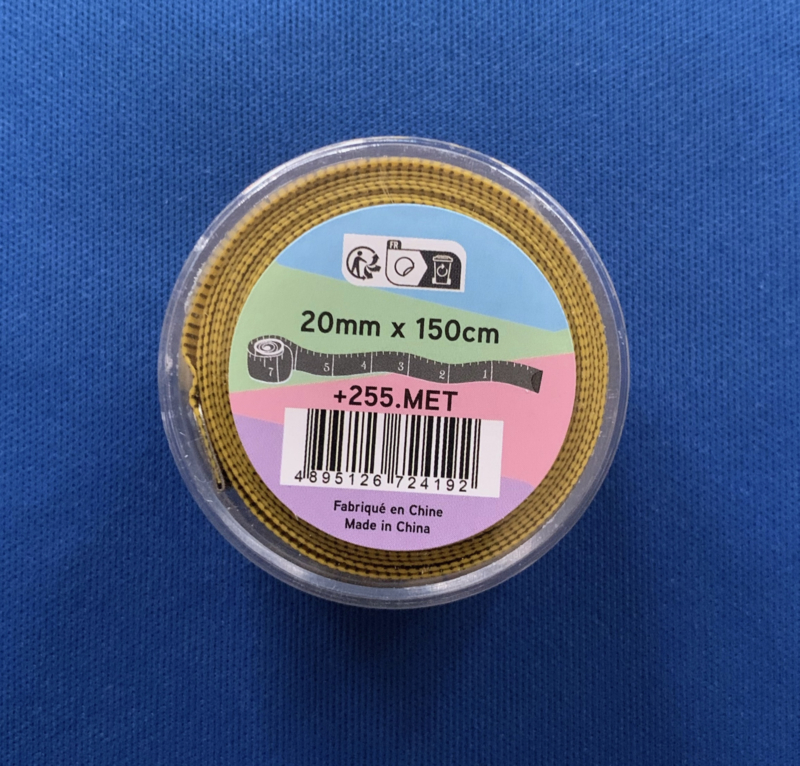 FR
20mm x 150cm
7 5 4 3 2 1
+255.MET
4 895126 724192
Fabriqué en Chine
Made in China